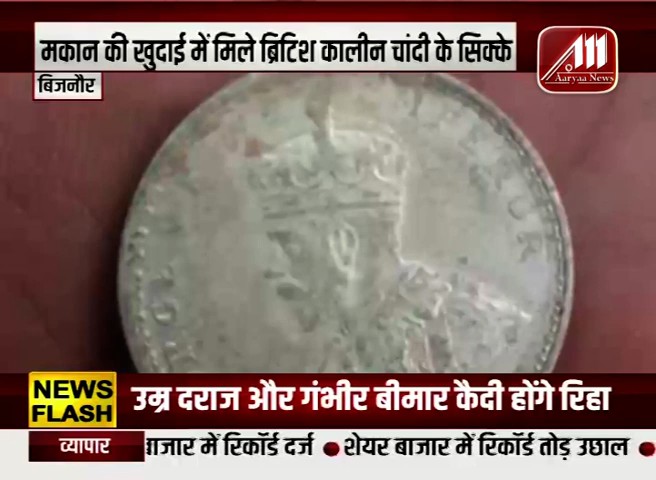 मकान की खुदाई में मिले ब्रिटिश कालीन चांदी के सिक्के
बिजनौर
Aaryaa News
NEWS FLASH
उम्र दराज और गंभीर बीमार कैदी होंगे रिहा
व्यापार
में रिकॉर्ड दर्ज ● शेयर बाजार में रिकॉर्ड तोड़ उछाल ●